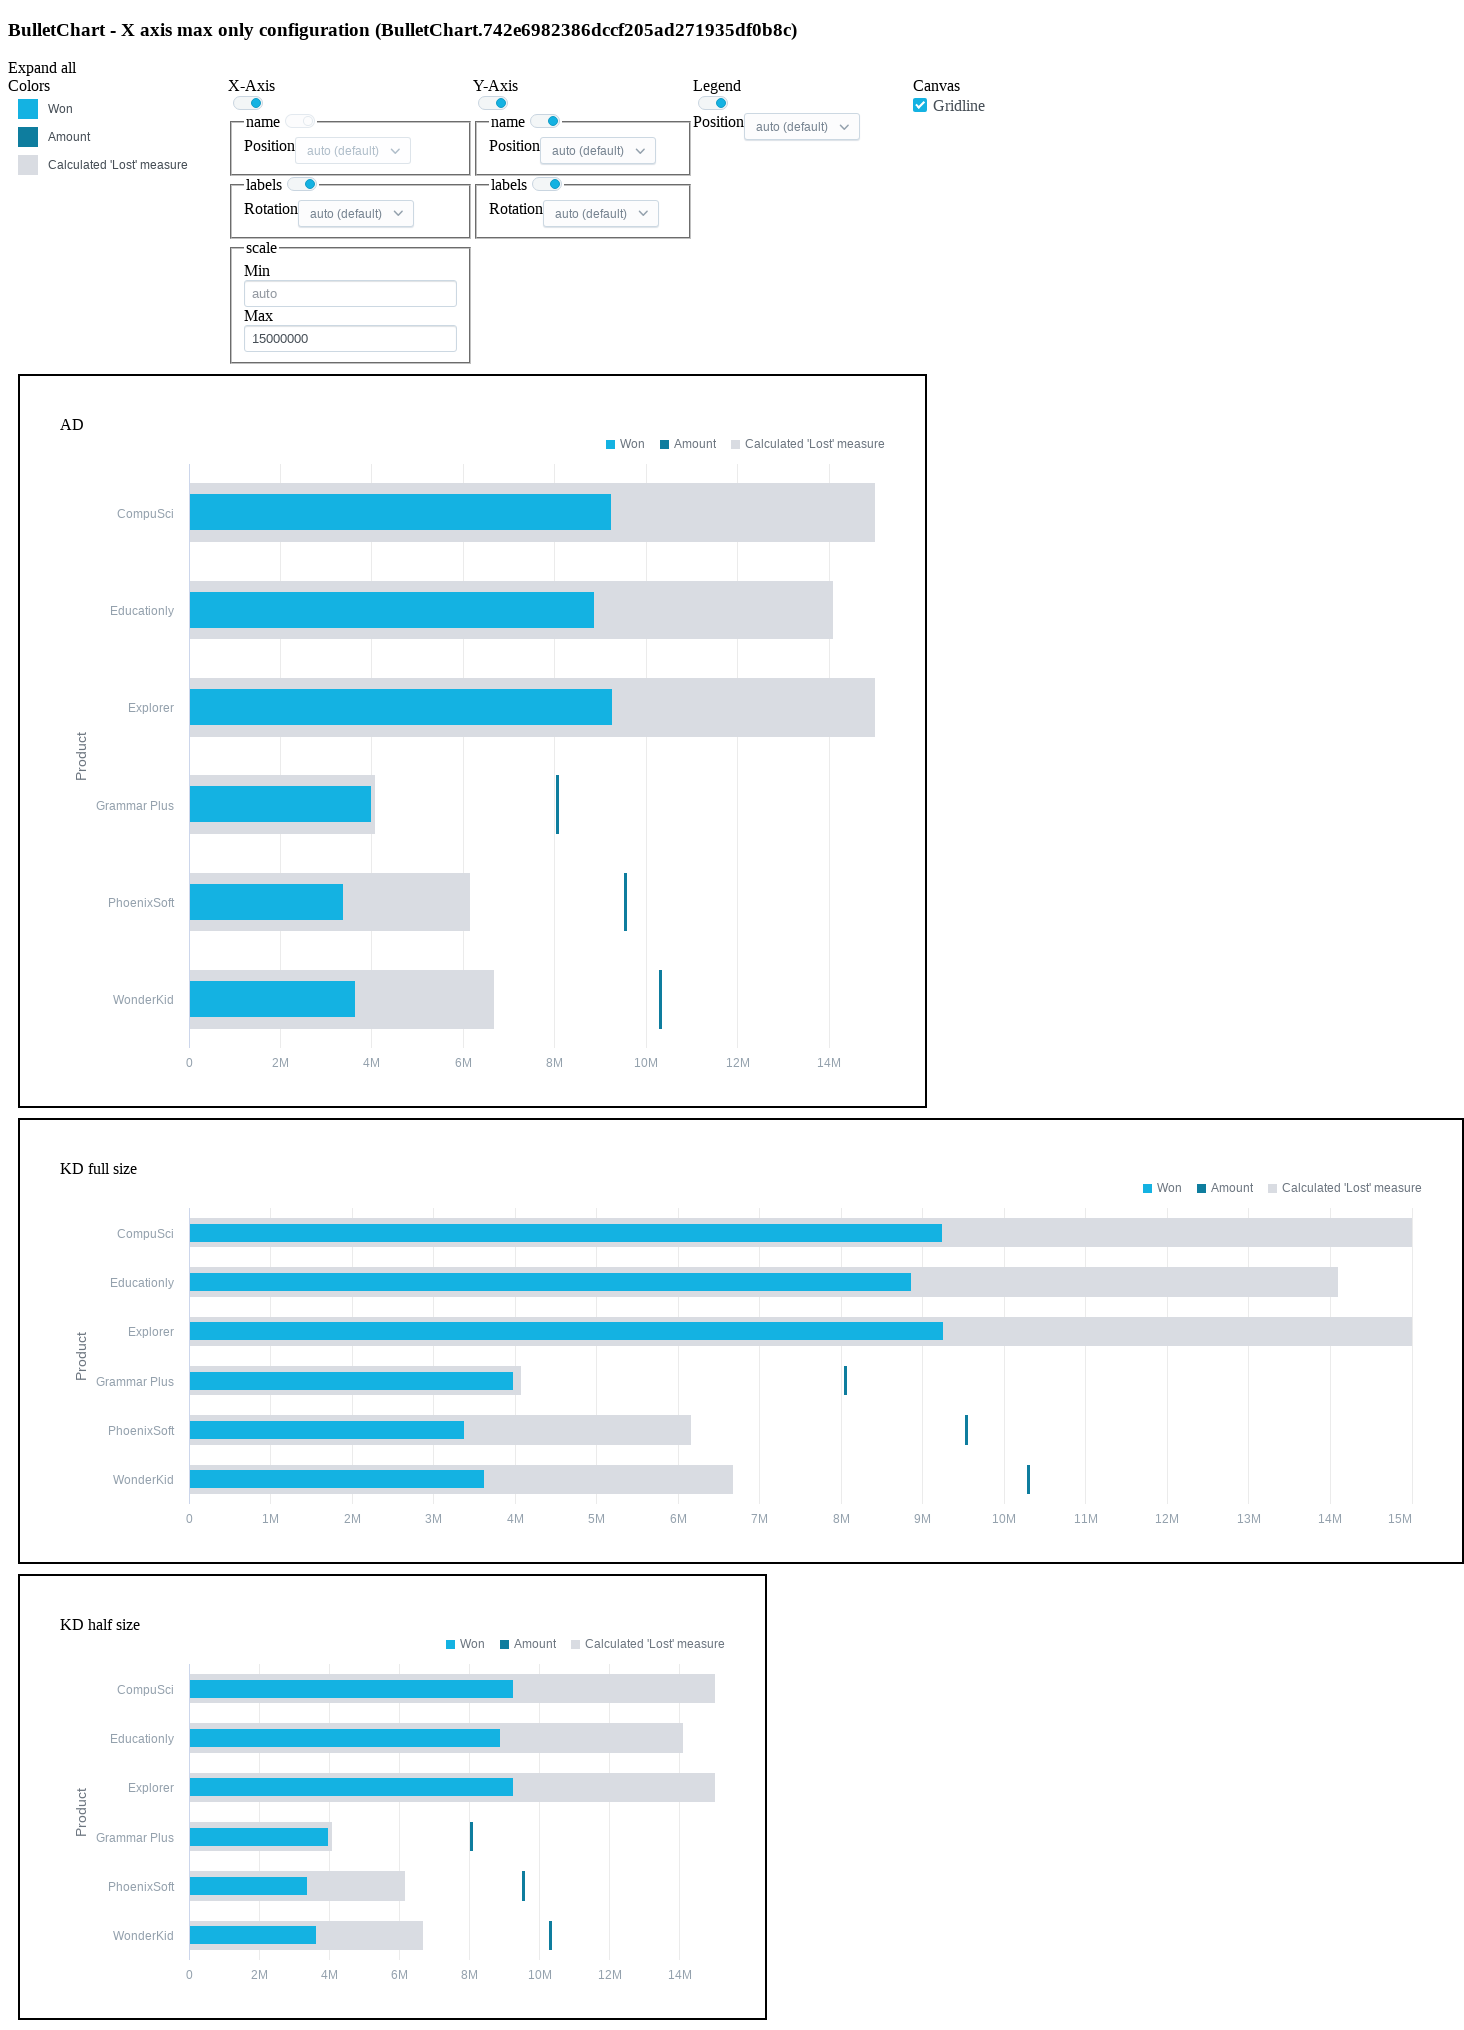 BulletChart - X axis max only configuration (BulletChart.742e6982386dccf205ad271935df0b8c)
Expand all
Colors
Won
Amount
Calculated 'Lost' measure
X-Axis
name
Position auto (default)
labels
Rotation auto (default)
scale
Min
auto
Max
15000000
Y-Axis
name
Position auto (default)
labels
Rotation auto (default)
Legend
Position auto (default)
Canvas
Gridline
AD
Won Amount Calculated 'Lost' measure
Product
CompuSci
Educationly
Explorer
Grammar Plus
PhoenixSoft
WonderKid
0 2M 4M 6M 8M 10M 12M 14M
KD full size
Won Amount Calculated 'Lost' measure
Product
CompuSci
Educationly
Explorer
Grammar Plus
PhoenixSoft
WonderKid
0 1M 2M 3M 4M 5M 6M 7M 8M 9M 10M 11M 12M 13M 14M 15M
KD half size
Won Amount Calculated 'Lost' measure
Product
CompuSci
Educationly
Explorer
Grammar Plus
PhoenixSoft
WonderKid
0 2M 4M 6M 8M 10M 12M 14M